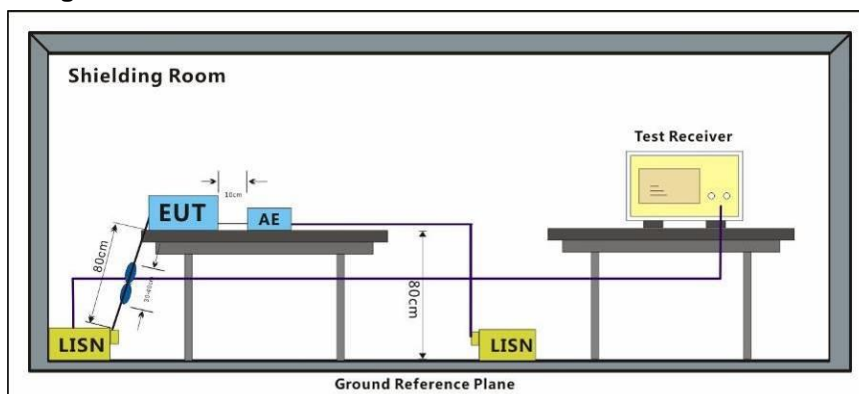 Shielding Room
Test Receiver
10cm
EUT
AE
80cm
80cm
LISN
LISN
Ground Reference Plane